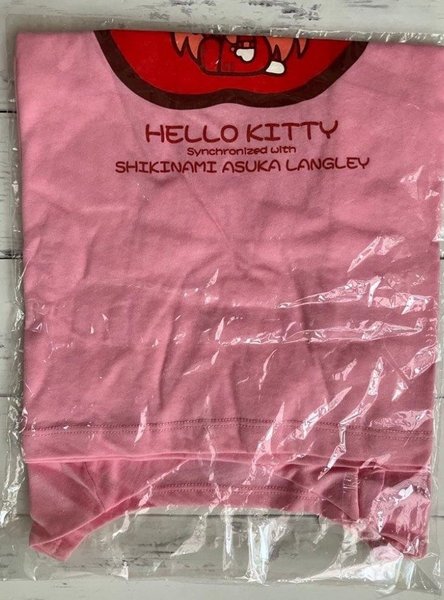 HELLO KITTY
Synchronized with
SHIKINAMI ASUKA LANGLEY